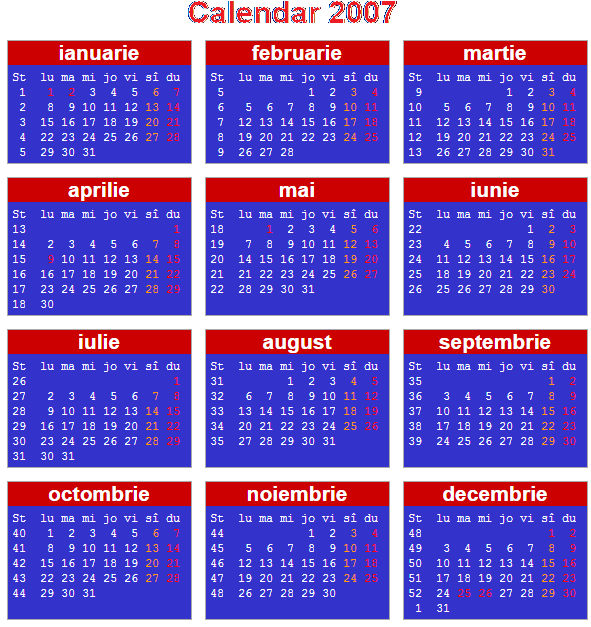 Calendar 2007
ianuarie
St lu ma mi jo vi sî du
1 1 2 3 4 5 6 7
2 8 9 10 11 12 13 14
3 15 16 17 18 19 20 21
4 22 23 24 25 26 27 28
5 29 30 31
februarie
St lu ma mi jo vi sî du
5 1 2 3 4
6 5 6 7 8 9 10 11
7 12 13 14 15 16 17 18
8 19 20 21 22 23 24 25
9 26 27 28
martie
St lu ma mi jo vi sî du
9 1 2 3 4
10 5 6 7 8 9 10 11
11 12 13 14 15 16 17 18
12 19 20 21 22 23 24 25
13 26 27 28 29 30 31
aprilie
St lu ma mi jo vi sî du
13 1
14 2 3 4 5 6 7 8
15 9 10 11 12 13 14 15
16 16 17 18 19 20 21 22
17 23 24 25 26 27 28 29
18 30
mai
St lu ma mi jo vi sî du
18 1 2 3 4 5 6
19 7 8 9 10 11 12 13
20 14 15 16 17 18 19 20
21 21 22 23 24 25 26 27
22 28 29 30 31
iunie
St lu ma mi jo vi sî du
22 1 2 3
23 4 5 6 7 8 9 10
24 11 12 13 14 15 16 17
25 18 19 20 21 22 23 24
26 25 26 27 28 29 30
iulie
St lu ma mi jo vi sî du
26 1
27 2 3 4 5 6 7 8
28 9 10 11 12 13 14 15
29 16 17 18 19 20 21 22
30 23 24 25 26 27 28 29
31 30 31
august
St lu ma mi jo vi sî du
31 1 2 3 4 5
32 6 7 8 9 10 11 12
33 13 14 15 16 17 18 19
34 20 21 22 23 24 25 26
35 27 28 29 30 31
septembrie
St lu ma mi jo vi sî du
35 1 2
36 3 4 5 6 7 8 9
37 10 11 12 13 14 15 16
38 17 18 19 20 21 22 23
39 24 25 26 27 28 29 30
octombrie
St lu ma mi jo vi sî du
40 1 2 3 4 5 6 7
41 8 9 10 11 12 13 14
42 15 16 17 18 19 20 21
43 22 23 24 25 26 27 28
44 29 30 31
noiembrie
St lu ma mi jo vi sî du
44 1 2 3 4
45 5 6 7 8 9 10 11
46 12 13 14 15 16 17 18
47 19 20 21 22 23 24 25
48 26 27 28 29 30
decembrie
St lu ma mi jo vi sî du
48 1 2
49 3 4 5 6 7 8 9
50 10 11 12 13 14 15 16
51 17 18 19 20 21 22 23
52 24 25 26 27 28 29 30
1 31